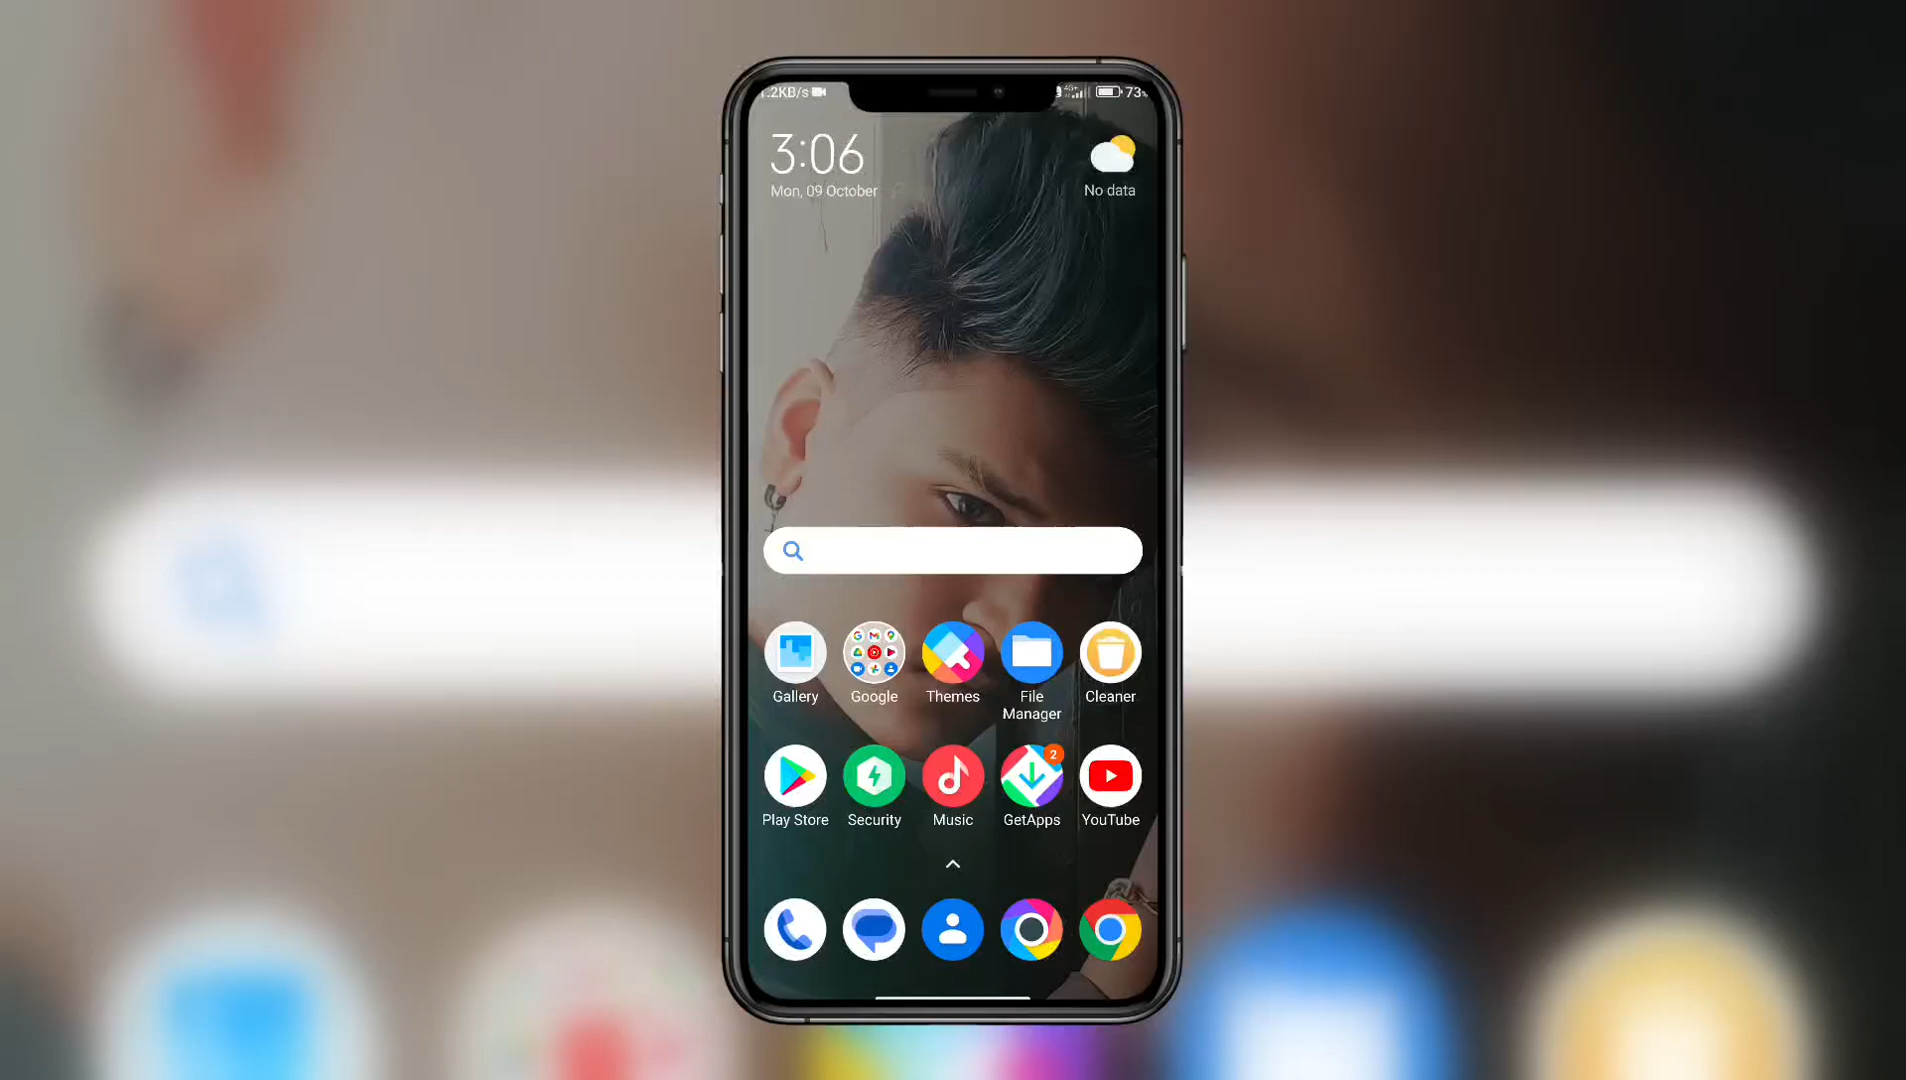 .2KB/s 4G+ 73%
3:06
Mon, 09 October
No data
Gallery Google Themes File Manager Cleaner
2
Play Store Security Music GetApps YouTube